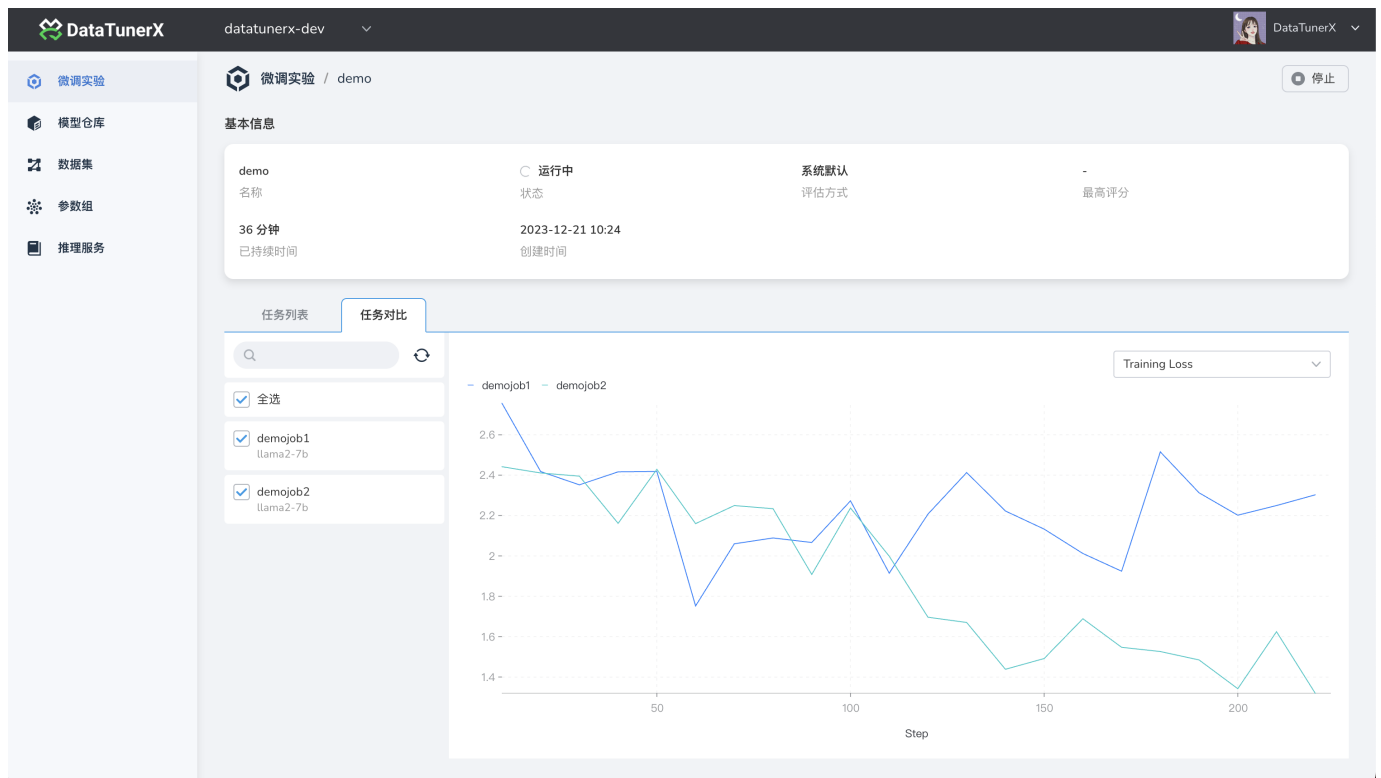 DataTunerX
datatunerx-dev
DataTunerX
微调实验
模型仓库
数据集
参数组
推理服务
微调实验 / demo
停止
基本信息
demo
名称
运行中
状态
系统默认
评估方式
-
最高评分
36 分钟
已持续时间
2023-12-21 10:24
创建时间
任务列表
任务对比
全选
demojob1
llama2-7b
demojob2
llama2-7b
Training Loss
demojob1 demojob2
2.6
2.4
2.2
2
1.8
1.6
1.4
50 100 150 200
Step